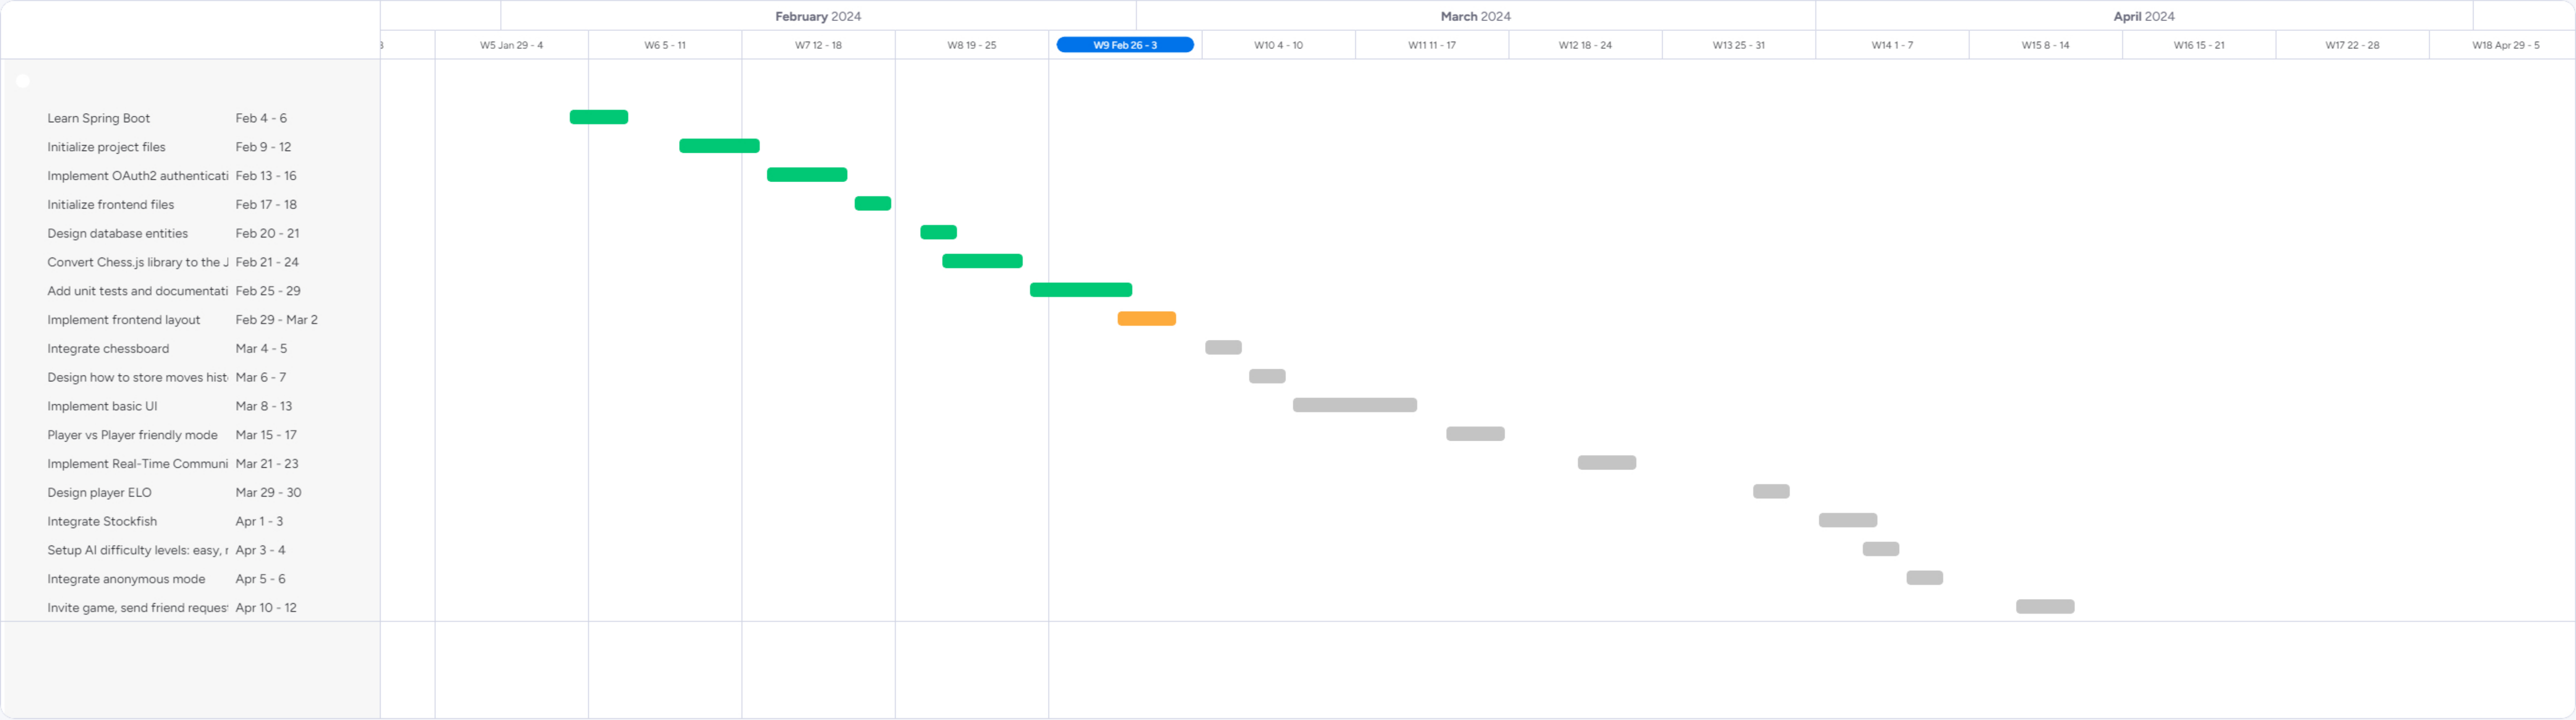 February 2024 March 2024 April 2024
W5 Jan 29 - 4 W6 5 - 11 W7 12 - 18 W8 19 - 25 W9 Feb 26 - 3 W10 4 - 10 W11 11 - 17 W12 18 - 24 W13 25 - 31 W14 1 - 7 W15 8 - 14 W16 15 - 21 W17 22 - 28 W18 Apr 29 - 5
Learn Spring Boot Feb 4 - 6
Initialize project files Feb 9 - 12
Implement OAuth2 authenticati Feb 13 - 16
Initialize frontend files Feb 17 - 18
Design database entities Feb 20 - 21
Convert Chess.js library to the J Feb 21 - 24
Add unit tests and documentati Feb 25 - 29
Implement frontend layout Feb 29 - Mar 2
Integrate chessboard Mar 4 - 5
Design how to store moves hist Mar 6 - 7
Implement basic UI Mar 8 - 13
Player vs Player friendly mode Mar 15 - 17
Implement Real-Time Communi Mar 21 - 23
Design player ELO Mar 29 - 30
Integrate Stockfish Apr 1 - 3
Setup AI difficulty levels: easy, Apr 3 - 4
Integrate anonymous mode Apr 5 - 6
Invite game, send friend reques Apr 10 - 12